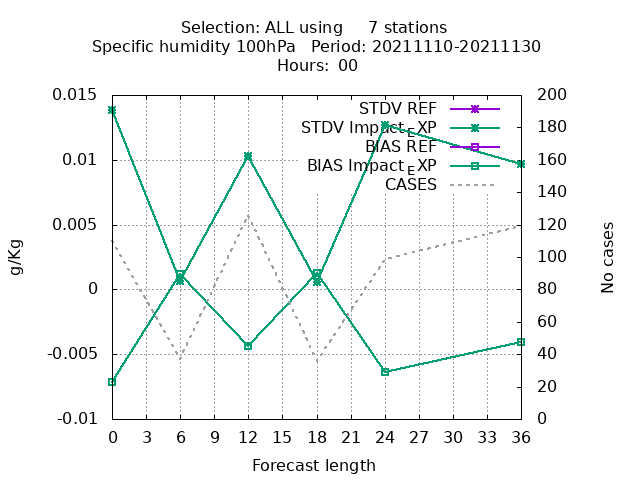 Selection: ALL using     7 stations
Specific humidity 100hPa   Period: 20211110-20211130
Hours: 00
0.015
0.01
0.005
0
-0.005
-0.01
g/Kg
STDV REF
STDV Impact_EXP
BIAS REF
BIAS Impact_EXP
CASES
200
180
160
140
120
100
80
60
40
20
0
No cases
0 3 6 9 12 15 18 21 24 27 30 33 36
Forecast length